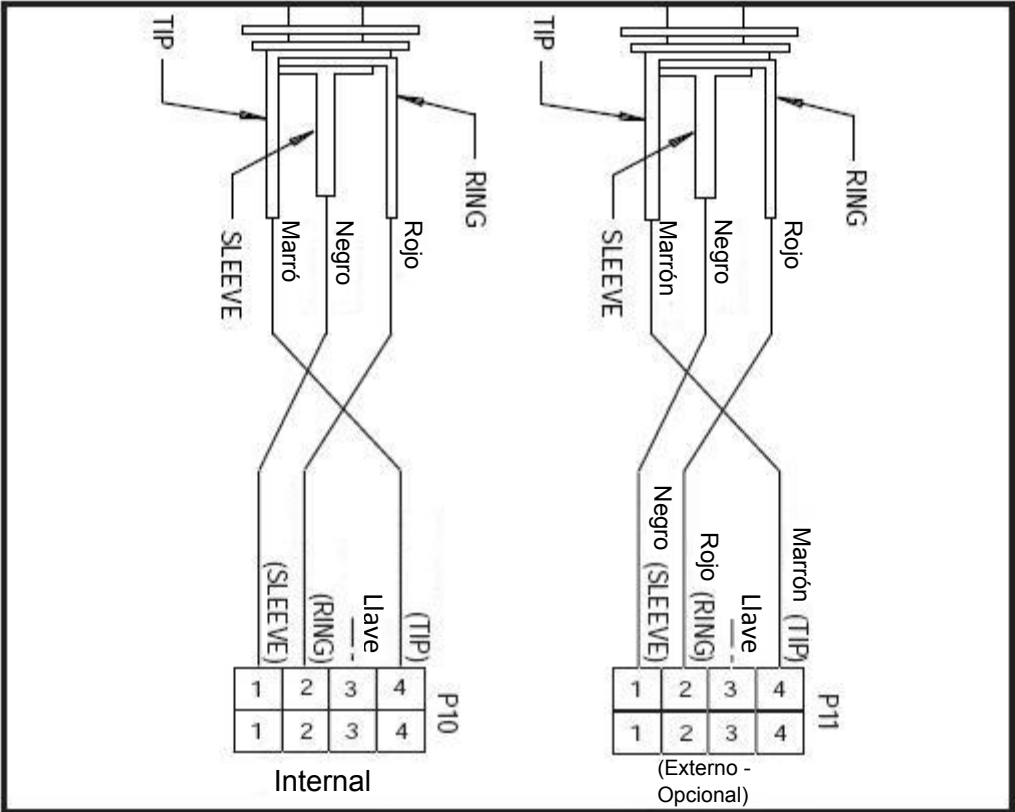 TIP
RING
SLEEVE
Marró
Negro
Rojo
(SLEEVE)
(RING)
Llave
---
(TIP)
P10
1 2 3 4
1 2 3 4
Internal
TIP
RING
SLEEVE
Marrón
Negro
Rojo
Negro (SLEEVE)
Rojo (RING)
Llave
---
Marrón (TIP)
P11
1 2 3 4
1 2 3 4
(Externo -
Opcional)